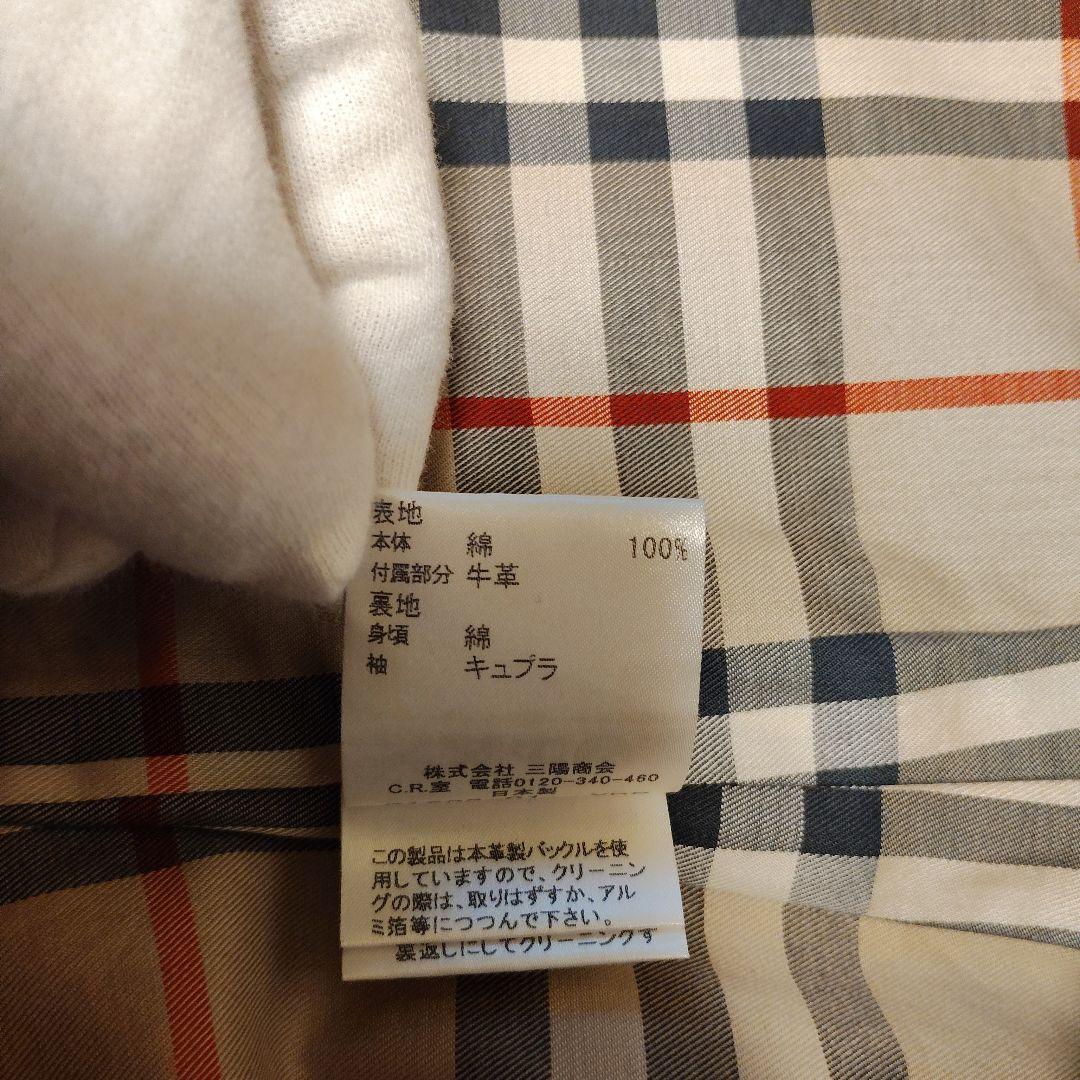 表地
本体 綿 100%
付属部分 牛革
裏地
身頃 綿
袖 キュプラ
株式会社 三陽商会
C.R.室 電話0120-340-460
日本製
この製品は本革製バックルを使
用していますので、クリーニン
グの際は、取りはずすか、アル
ミ箔等につつんで下さい。
裏返しにしてクリーニングす